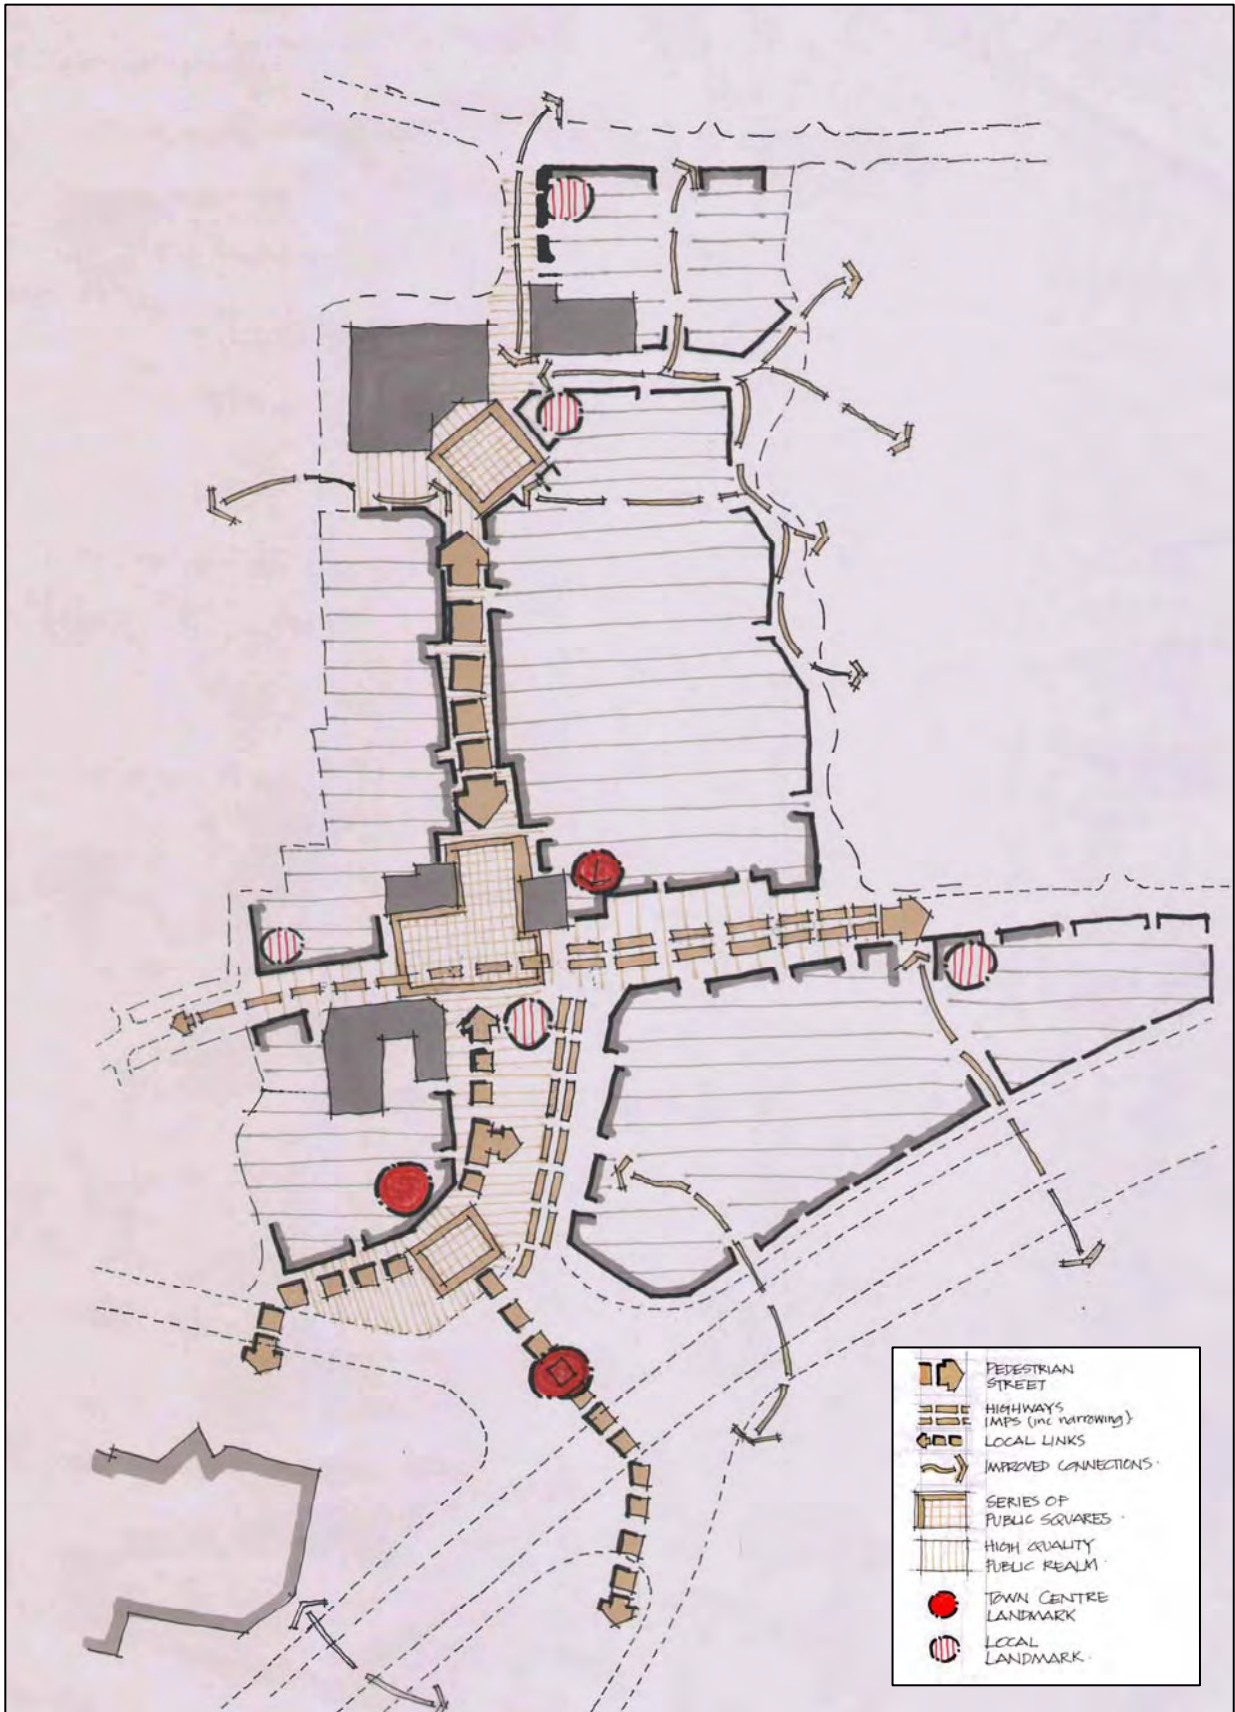 PEDESTRIAN
STREET
HIGHWAYS
IMPS (inc narrowing}
LOCAL LINKS
IMPROVED CONNECTIONS.
SERIES OF
PUBLIC SQUARES.
HIGH QUALITY
PUBLIC REALM.
TOWN CENTRE
LANDMARK
LOCAL
LANDMARK.